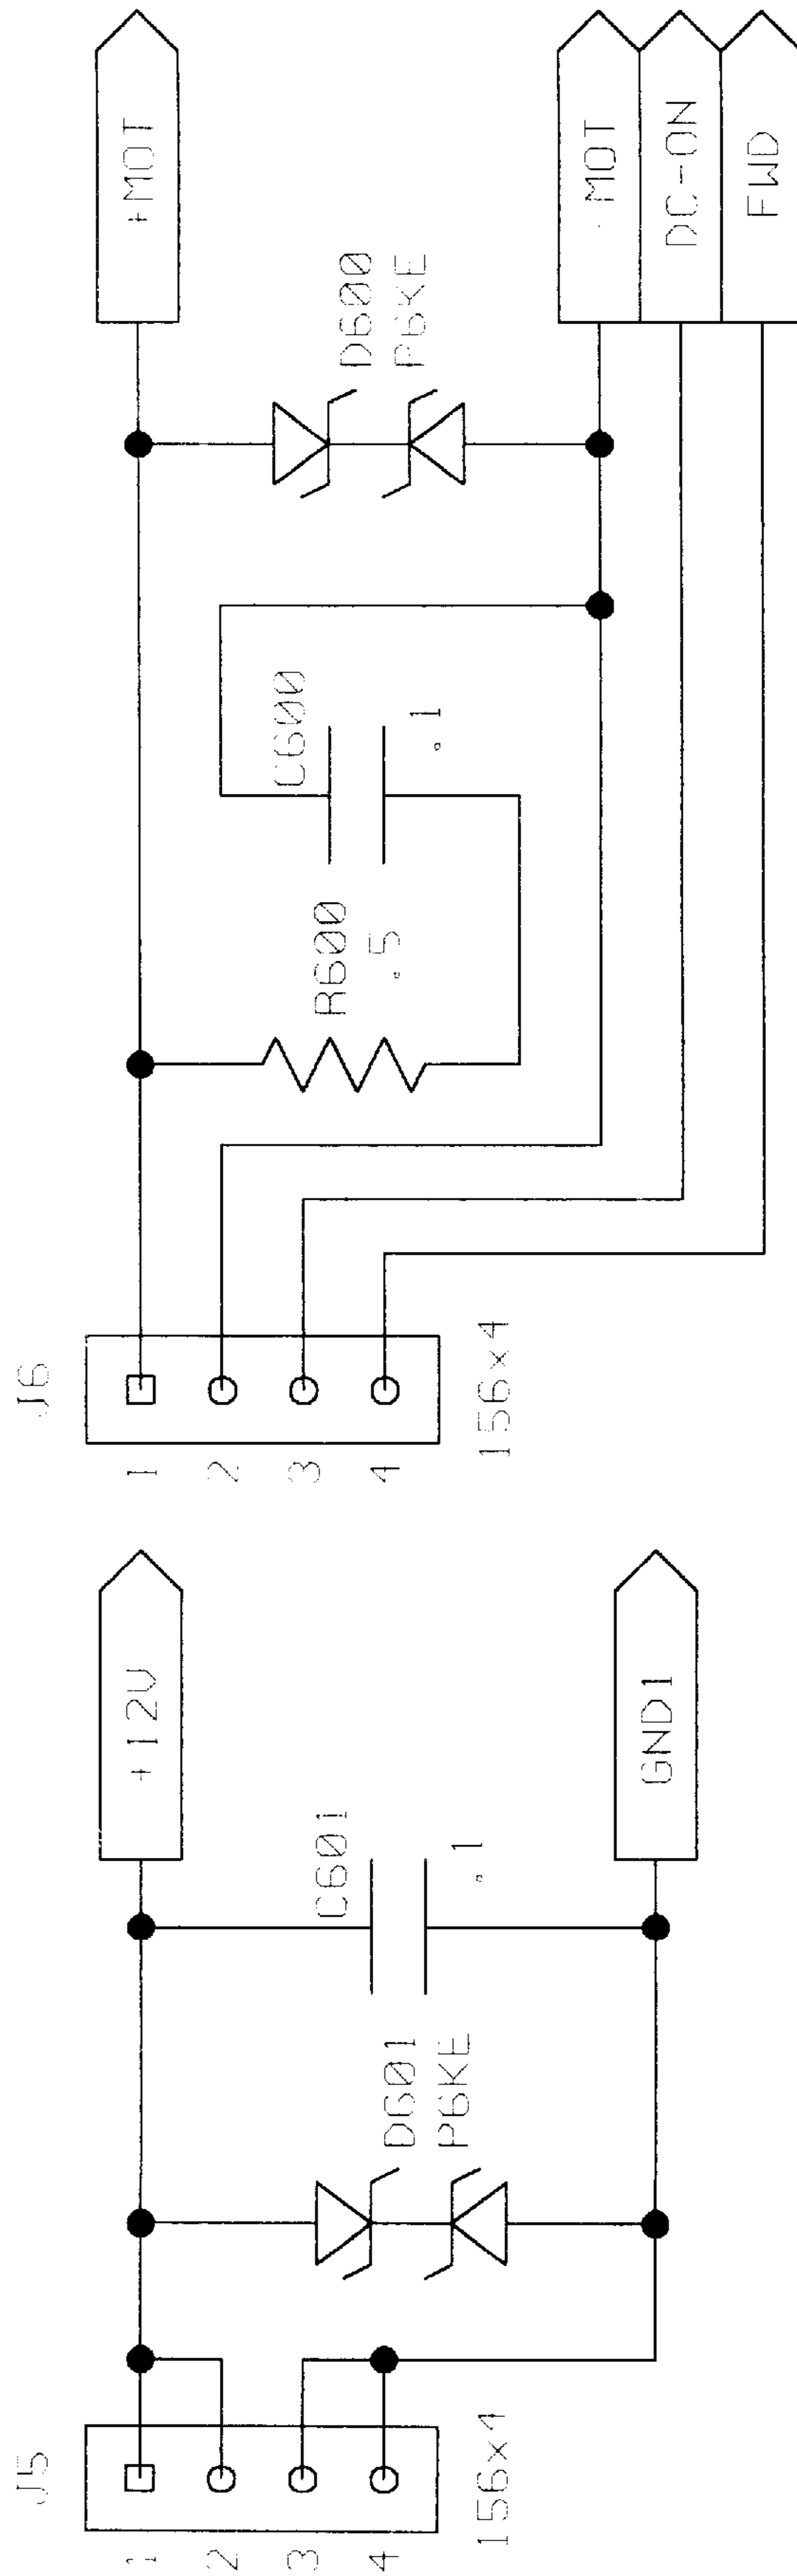 J6
1
2
3
4
156x4
R600
.5
C600
.1
D600
P6KE
+MOT
-MOT
DC-ON
FWD
J5
1
2
3
4
156x4
D601
P6KE
C601
.1
+12V
GND1